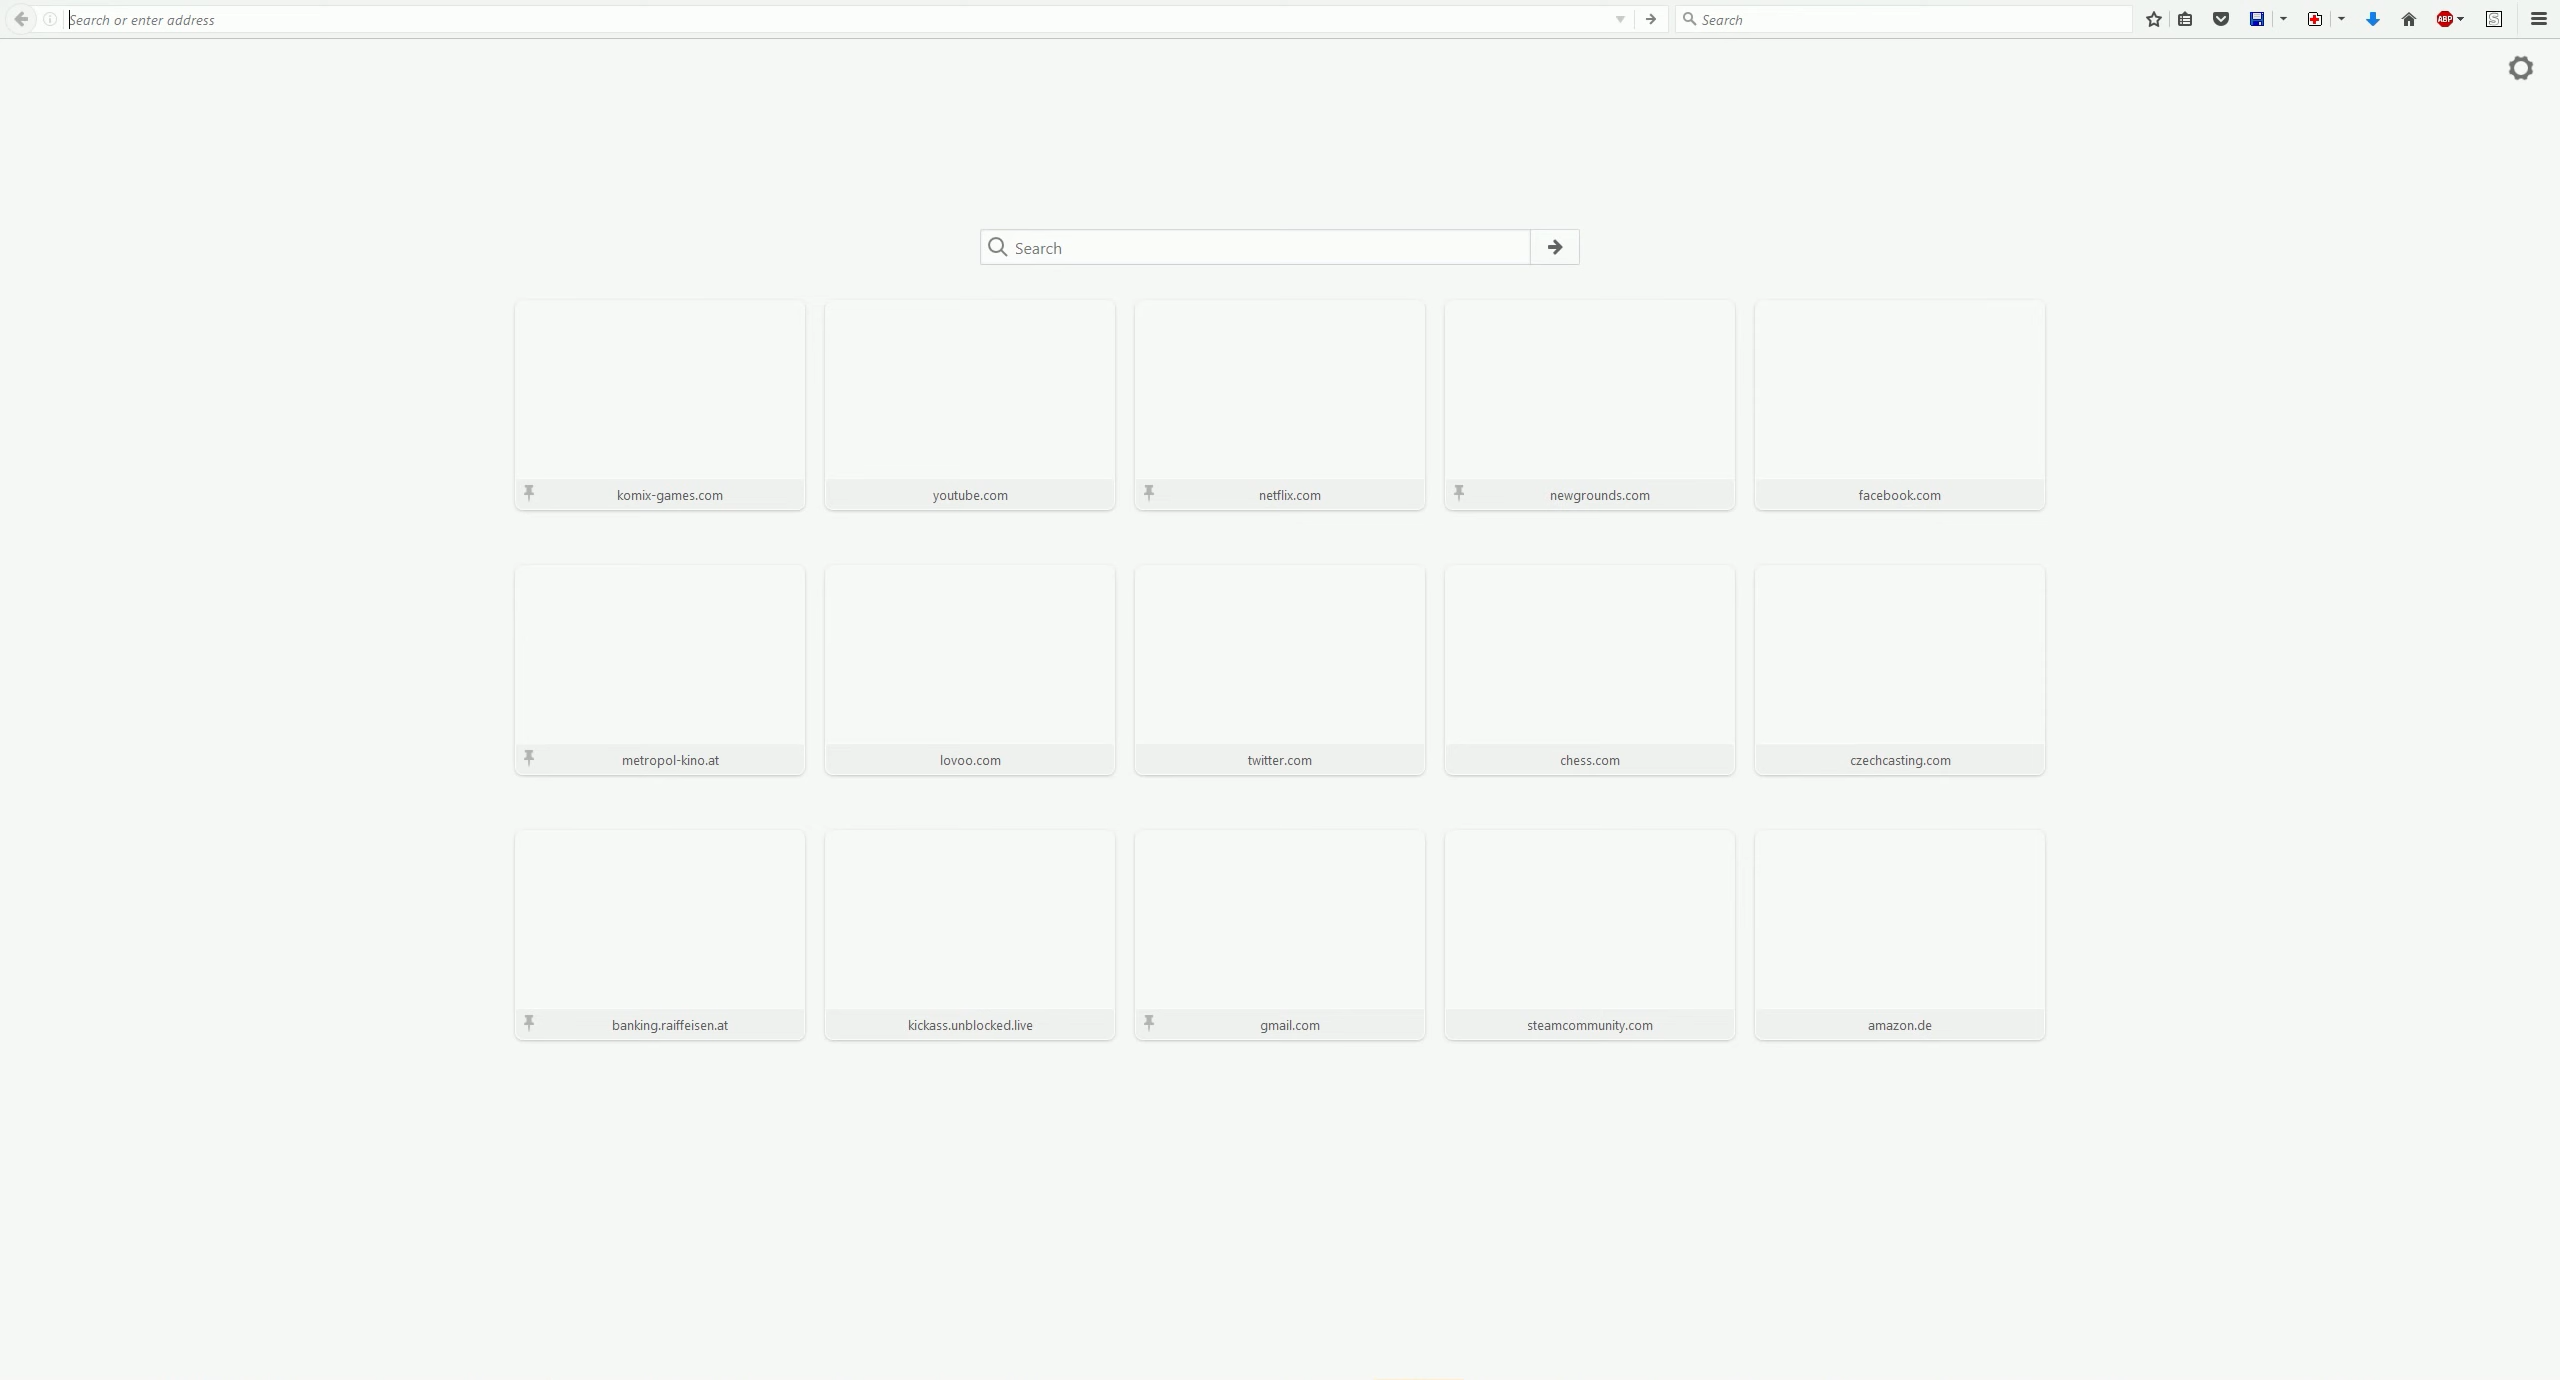 Search or enter address
Search
ABP
S
Search
komix-games.com
youtube.com
netflix.com
newgrounds.com
facebook.com
metropol-kino.at
lovoo.com
twitter.com
chess.com
czechcasting.com
banking.raiffeisen.at
kickass.unblocked.live
gmail.com
steamcommunity.com
amazon.de